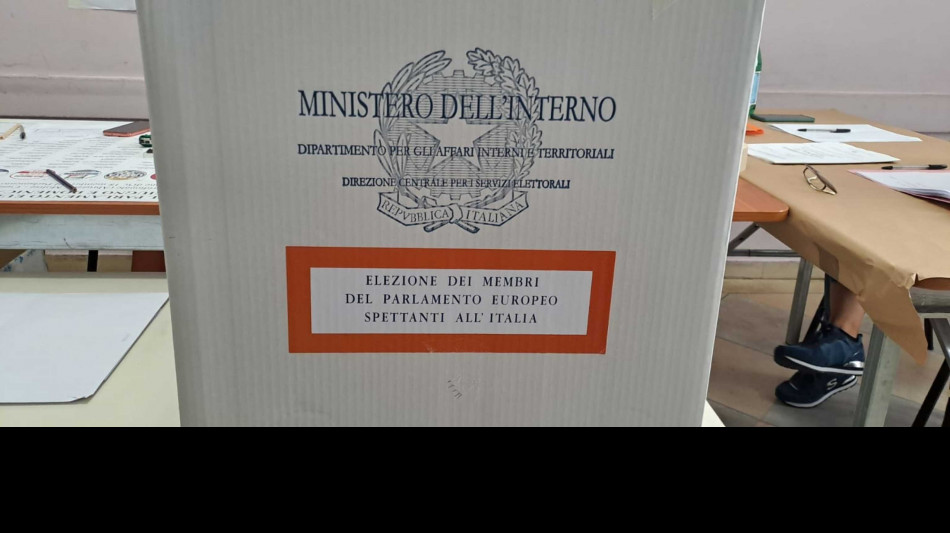 MINISTERO DELL'INTERNO
DIPARTIMENTO PER GLI AFFARI INTERNI E TERRITORIALI
DIREZIONE CENTRALE PER I SERVIZI ELETTORALI
REPVBBLICA ITALIANA
ELEZIONE DEI MEMBRI
DEL PARLAMENTO EUROPEO
SPETTANTI ALL'ITALIA